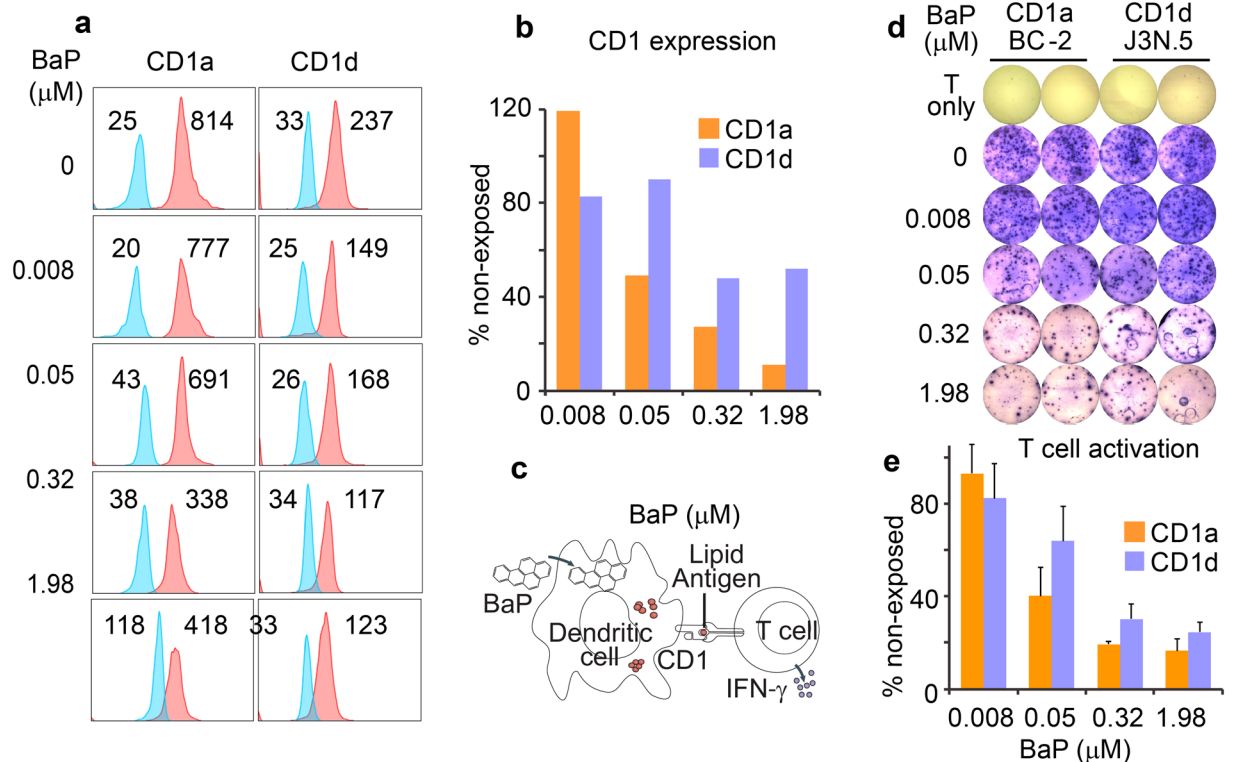 a
BaP
(µM)
CD1a
CD1d
0
25
814
33
237
0.008
20
777
25
149
0.05
43
691
26
168
0.32
38
338
34
117
1.98
118
418
33
123
b
CD1 expression
% non-exposed
120
80
40
0
CD1a
CD1d
0.008
0.05
0.32
1.98
c
BaP (µM)
BaP
Lipid
Antigen
Dendritic
cell
CD1
T cell
IFN-γ
d
BaP
(µM)
CD1a
BC-2
CD1d
J3N.5
T
only
0
0.008
0.05
0.32
1.98
e
T cell activation
% non-exposed
80
40
0
CD1a
CD1d
0.008
0.05
0.32
1.98
BaP (µM)